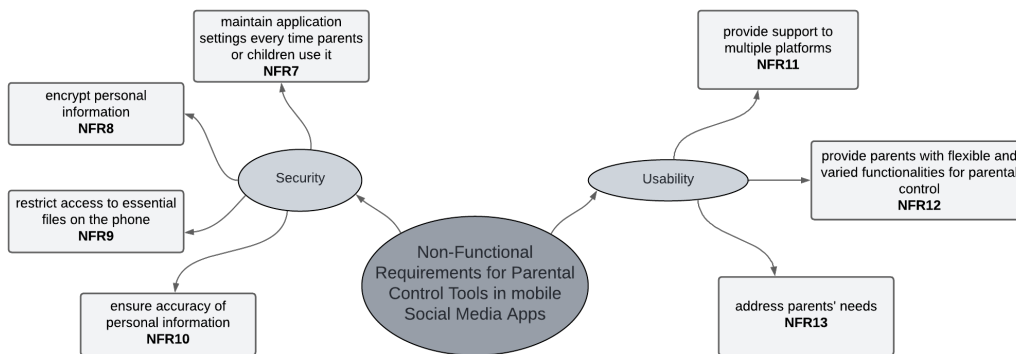 maintain application
settings every time parents
or children use it
NFR7
provide support to
multiple platforms
NFR11
encrypt personal
information
NFR8
Security
Usability
provide parents with flexible and
varied functionalities for parental
control
NFR12
restrict access to essential
files on the phone
NFR9
Non-Functional
Requirements for Parental
Control Tools in mobile
Social Media Apps
ensure accuracy of
personal information
NFR10
address parents' needs
NFR13